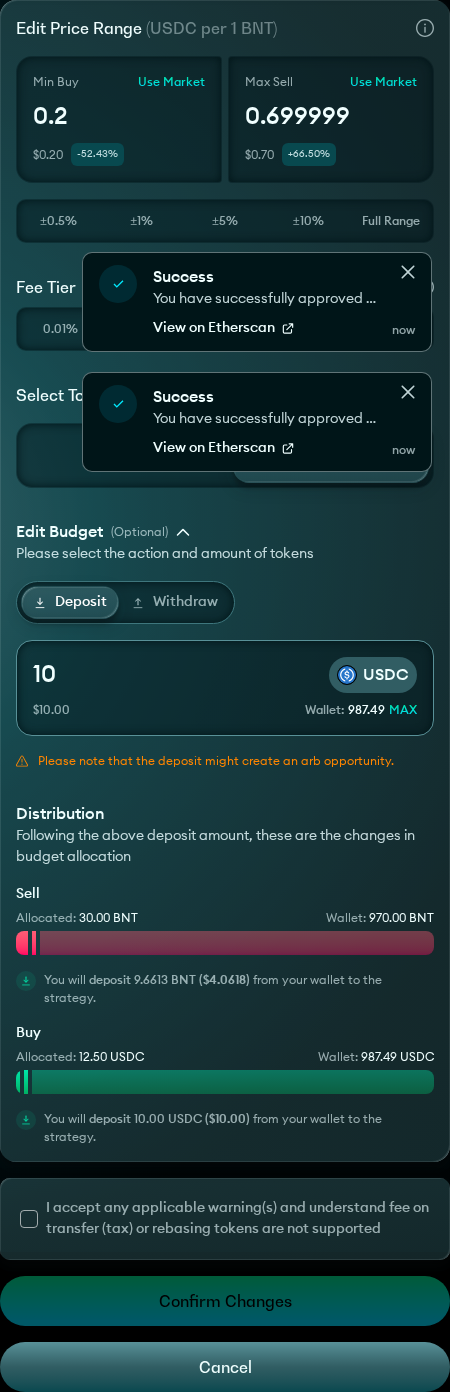 Edit Price Range (USDC per 1 BNT)
Min Buy
Use Market
0.2
$0.20
-52.43%
Max Sell
Use Market
0.699999
$0.70
+66.50%
±0.5%
±1%
±5%
±10%
Full Range
Success
You have successfully approved ...
View on Etherscan
now
Fee Tier
0.01%
Success
You have successfully approved ...
View on Etherscan
now
Select To
Edit Budget (Optional)
Please select the action and amount of tokens
Deposit
Withdraw
10
USDC
$10.00
Wallet: 987.49 MAX
Please note that the deposit might create an arb opportunity.
Distribution
Following the above deposit amount, these are the changes in
budget allocation
Sell
Allocated: 30.00 BNT
Wallet: 970.00 BNT
You will deposit 9.6613 BNT ($4.0618) from your wallet to the
strategy.
Buy
Allocated: 12.50 USDC
Wallet: 987.49 USDC
You will deposit 10.00 USDC ($10.00) from your wallet to the
strategy.
I accept any applicable warning(s) and understand fee on
transfer (tax) or rebasing tokens are not supported
Confirm Changes
Cancel